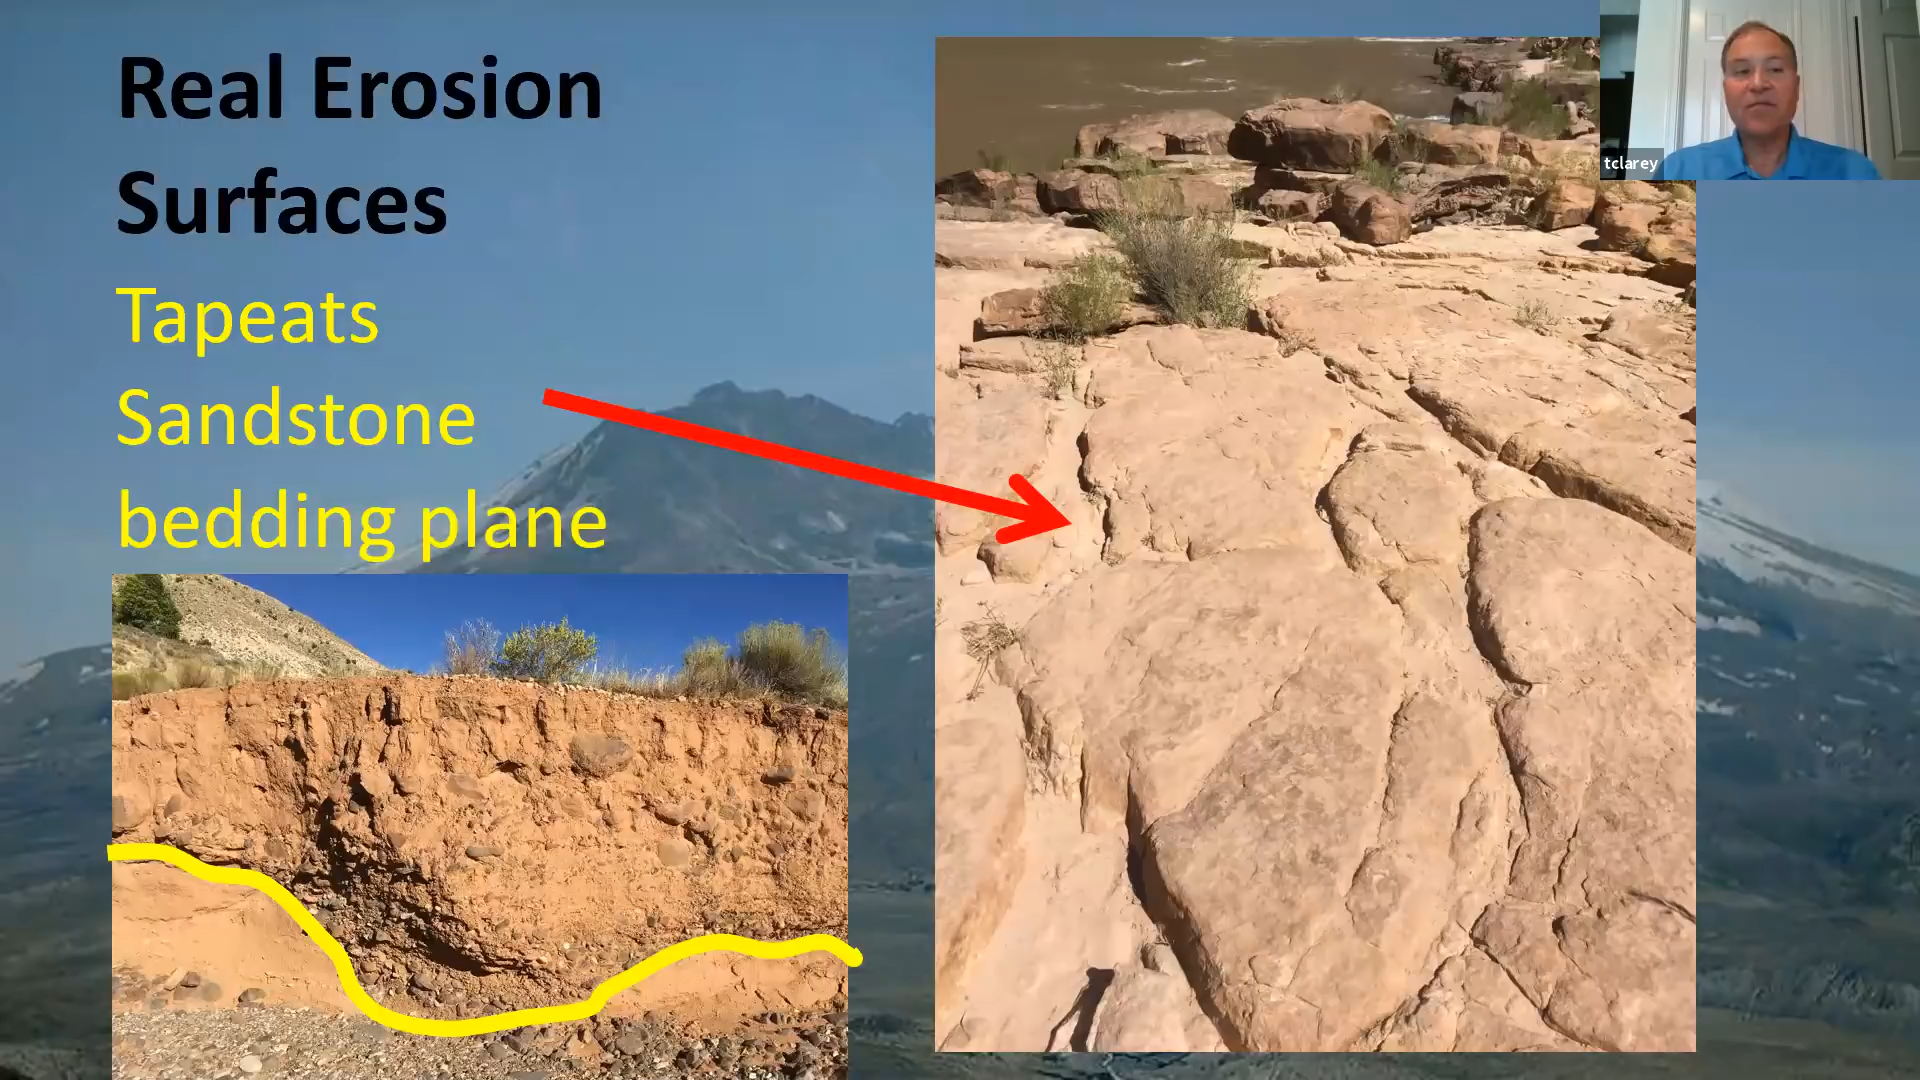 Real Erosion
Surfaces
Tapeats
Sandstone
bedding plane
tclarey